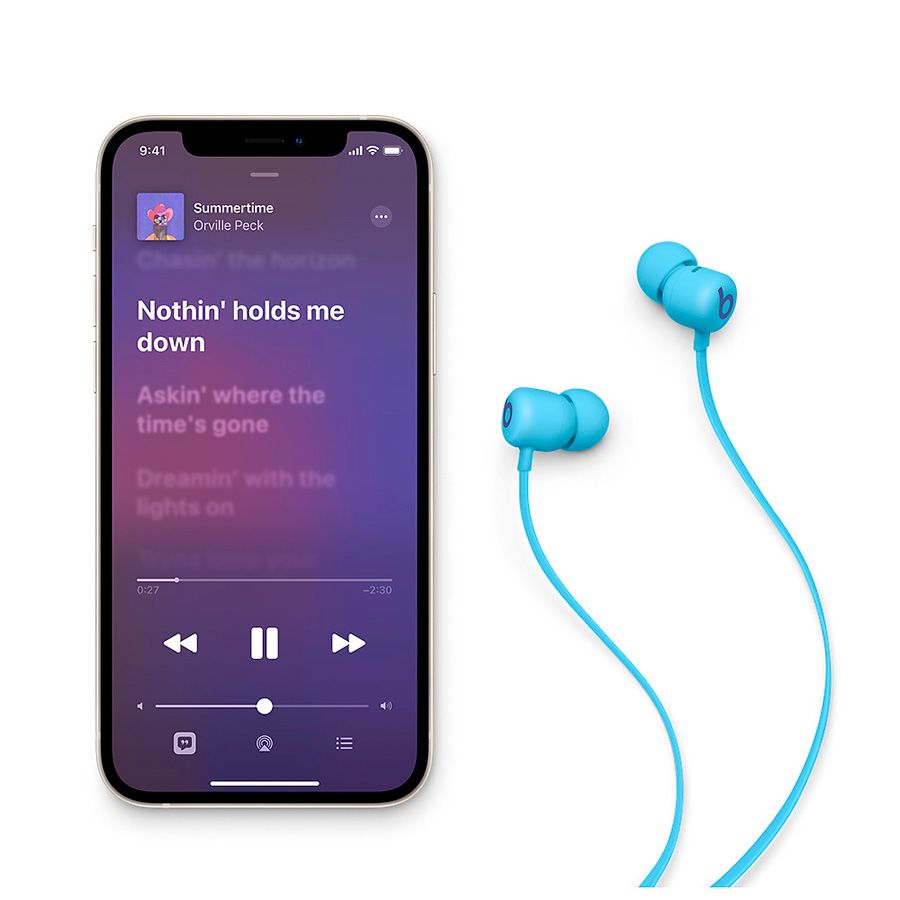 9:41
Summertime
Orville Peck
Chasin' the horizon
Nothin' holds me
down
Askin' where the
time's gone
Dreamin' with the
lights on
0:27
−2:30
b
b